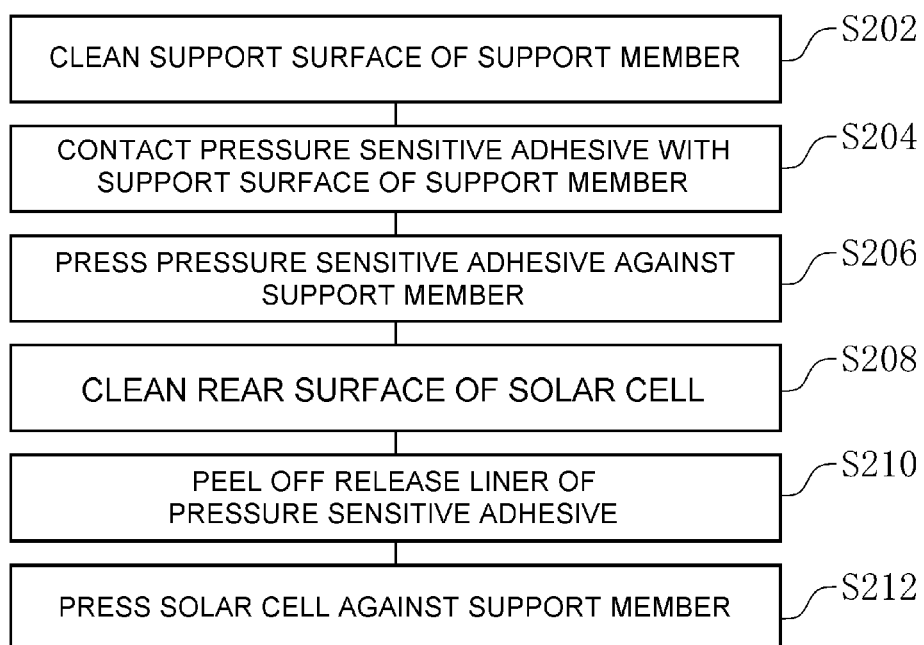 CLEAN SUPPORT SURFACE OF SUPPORT MEMBER
S202
CONTACT PRESSURE SENSITIVE ADHESIVE WITH
SUPPORT SURFACE OF SUPPORT MEMBER
S204
PRESS PRESSURE SENSITIVE ADHESIVE AGAINST
SUPPORT MEMBER
S206
CLEAN REAR SURFACE OF SOLAR CELL
S208
PEEL OFF RELEASE LINER OF
PRESSURE SENSITIVE ADHESIVE
S210
PRESS SOLAR CELL AGAINST SUPPORT MEMBER
S212